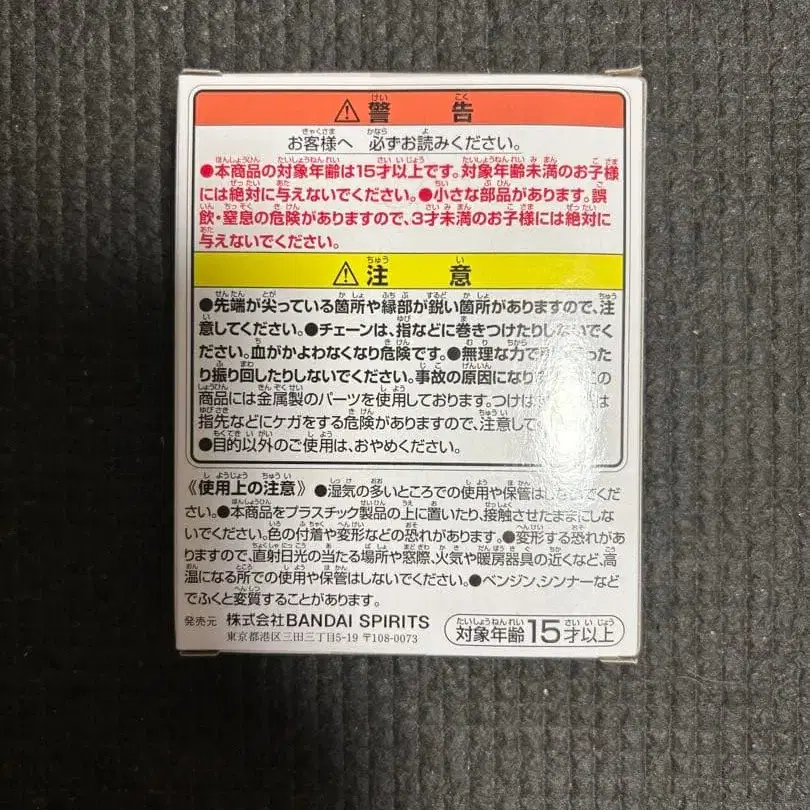 ⚠警告
お客様へ 必ずお読みください。
●本商品の対象年齢は15才以上です。対象年齢未満のお子様
には絶対に与えないでください。●小さな部品があります。誤
飲・窒息の危険がありますので、3才未満のお子様には絶対に
与えないでください。
⚠注意
●先端が尖っている箇所や縁部が鋭い箇所がありますので、注
意してください。●チェーンは、指などに巻きつけたりしないでく
ださい。血がかよわなくなり危険です。●無理な力で ったり
振り回したりしないでください。事故の原因になり の
商品には金属製のパーツを使用しております。つけは は
指先などにケガをする危険がありますので、注意して
●目的以外のご使用は、おやめください。
《使用上の注意》●湿気の多いところでの使用や保管はしないでくだ
さい。●本商品をプラスチック製品の上に置いたり、接触させたままにしな
いでください。色の付着や変形などの恐れがあります。●変形する恐れがあ
りますので、直射日光の当たる場所や窓際、火気や暖房器具の近くなど、高
温になる所での使用や保管はしないでください。●ベンジン、シンナーなど
でふくと変質することがあります。
発売元 株式会社BANDAI SPIRITS
東京都港区三田三丁目5-19 〒108-0073
対象年齢15才以上